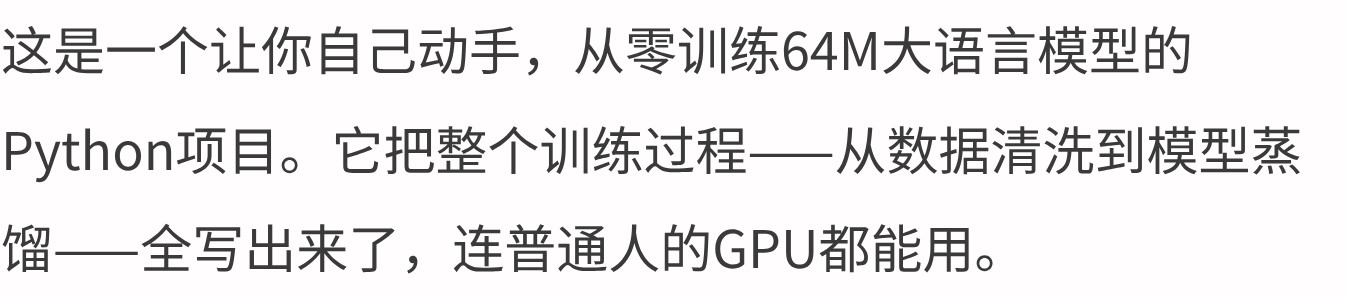 这是一个让你自己动手，从零训练64M大语言模型的
Python项目。它把整个训练过程——从数据清洗到模型蒸
馏——全写出来了，连普通人的GPU都能用。